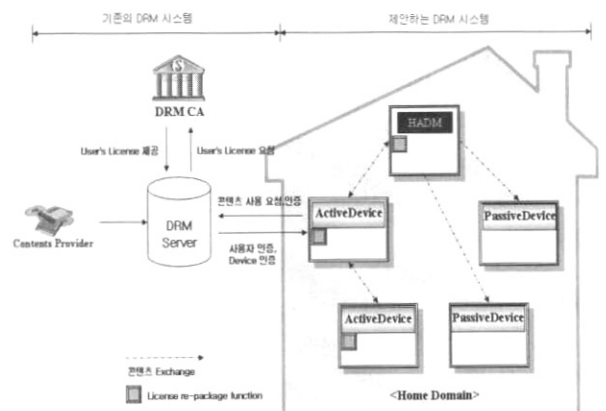 기존의 DRM 시스템
제안하는 DRM 시스템
DRM CA
User's License 제공
User's License 요청
HADM
콘텐츠 사용 요청 인증
ActiveDevice
PassiveDevice
DRM
Server
Contents Provider
사용자 인증,
Device 인증
ActiveDevice
PassiveDevice
콘텐츠 Exchange
License re-package function
<Home Domain>